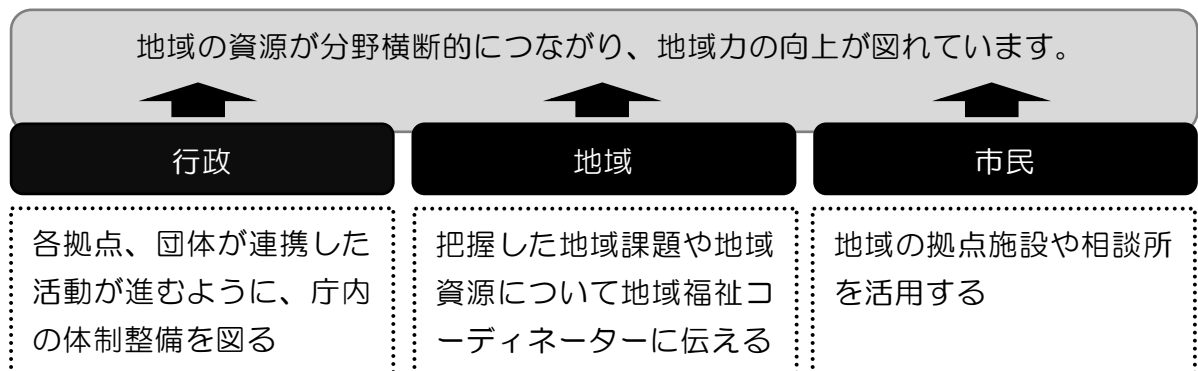 地域の資源が分野横断的につながり、地域力の向上が図れています。
行政
各拠点、団体が連携した
活動が進むように、庁内
の体制整備を図る
地域
把握した地域課題や地域
資源について地域福祉コ
ーディネーターに伝える
市民
地域の拠点施設や相談所
を活用する